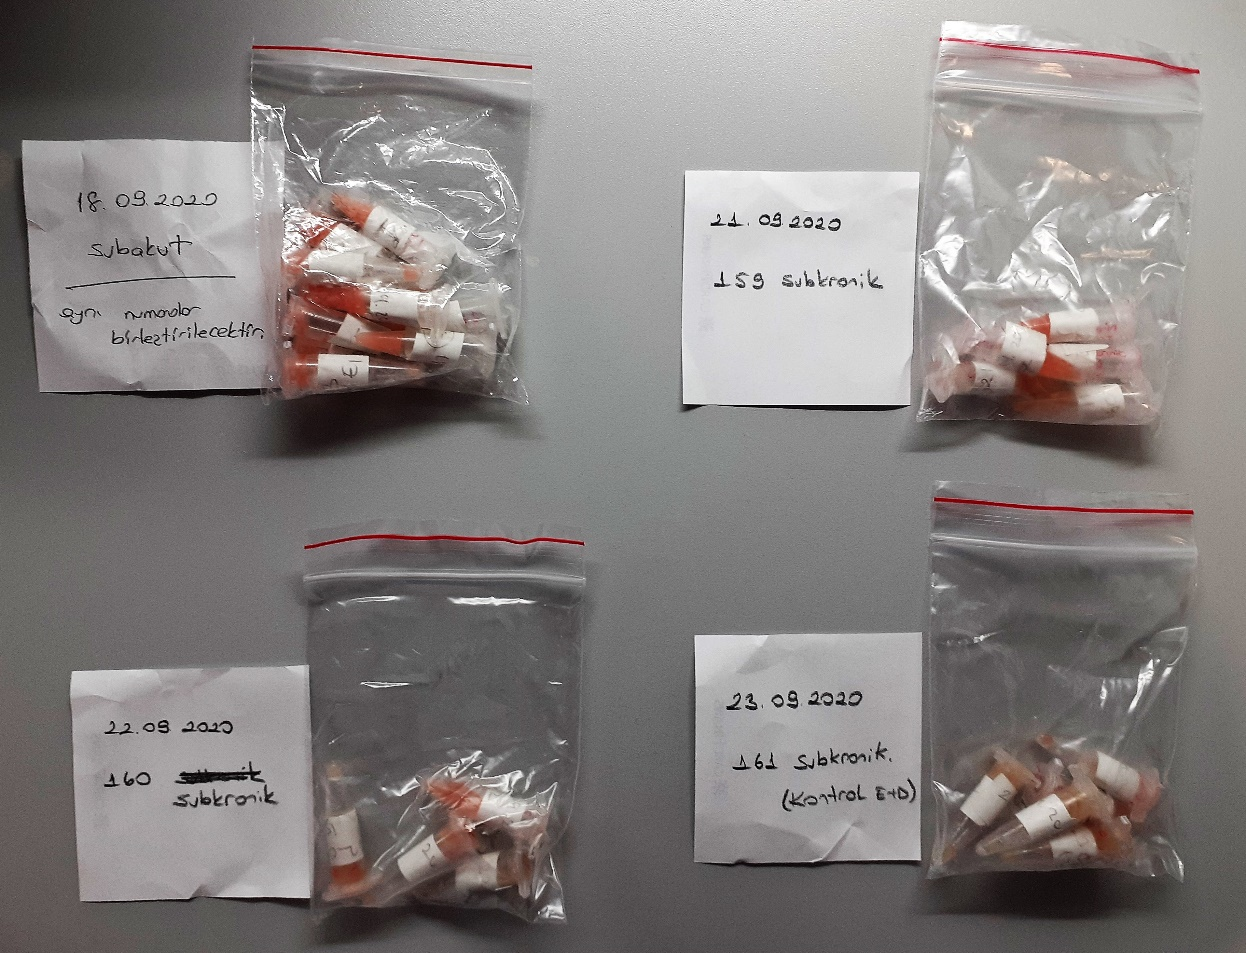 18.09.2020
subakut
aynı numaralar
birleştirilecektir.
21.09.2020
159 subkronik
22.09 2020
160
subkronik
23.09.2020
161 subkronik.
(Kontrol E+D)